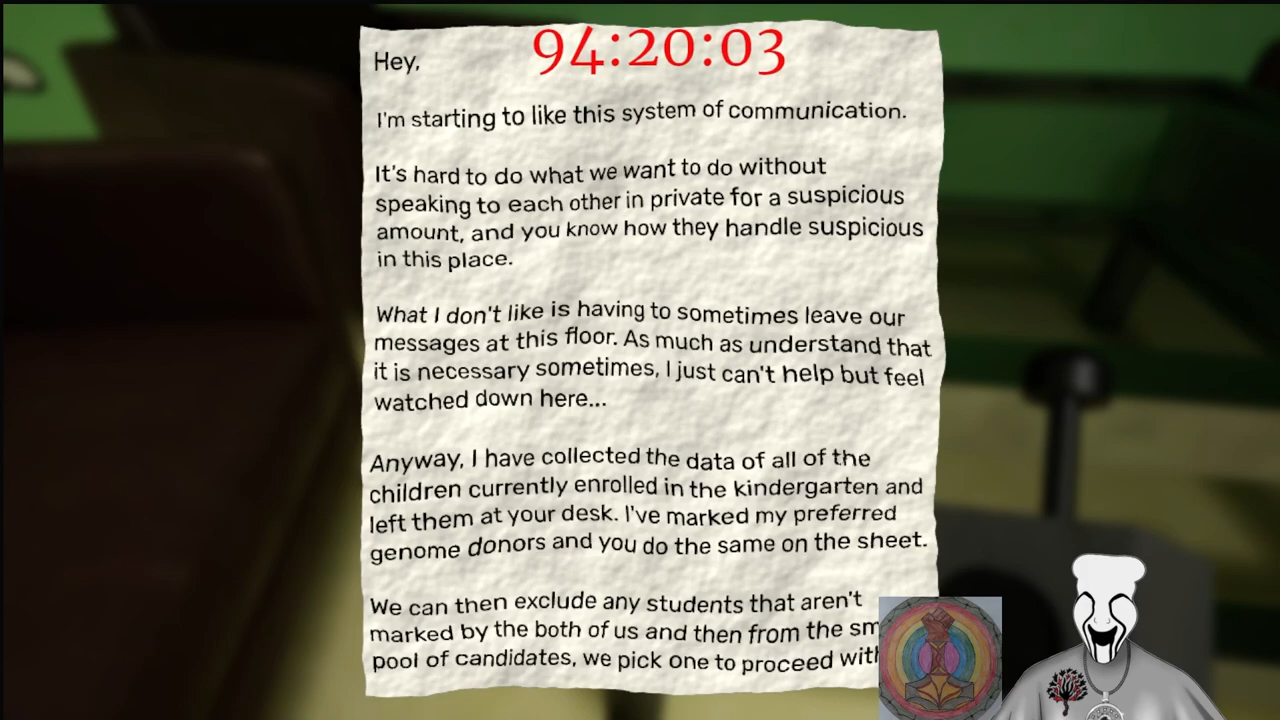 94:20:03
Hey,
I'm starting to like this system of communication.
It's hard to do what we want to do without
speaking to each other in private for a suspicious
amount, and you know how they handle suspicious
in this place.
What I don't like is having to sometimes leave our
messages at this floor. As much as understand that
it is necessary sometimes, I just can't help but feel
watched down here...
Anyway, I have collected the data of all of the
children currently enrolled in the kindergarten and
left them at your desk. I've marked my preferred
genome donors and you do the same on the sheet.
We can then exclude any students that aren't
marked by the both of us and then from the
pool of candidates, we pick one to proceed